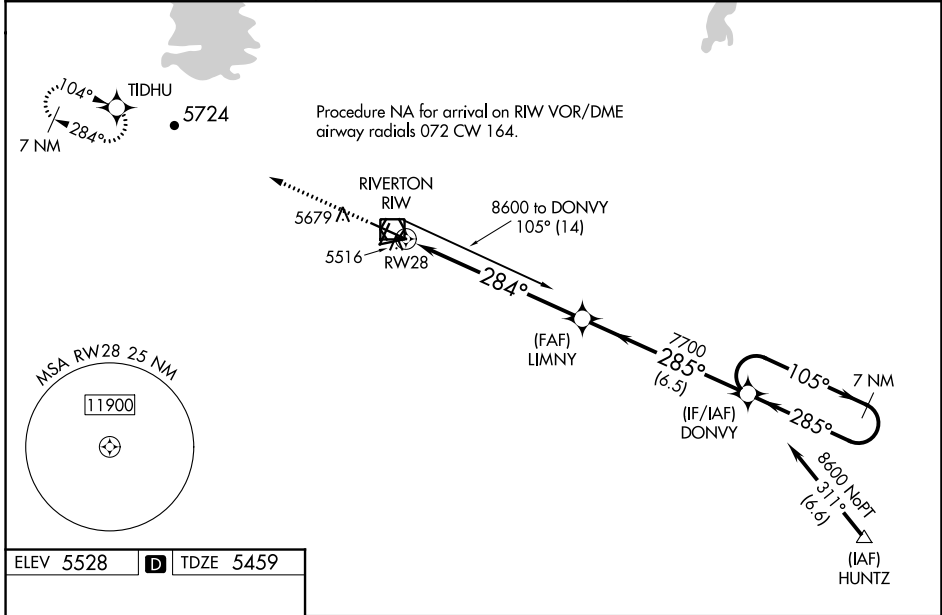 104°
TIDHU
284°
7 NM
5724
Procedure NA for arrival on RIW VOR/DME
airway radials 072 CW 164.
RIVERTON
RIW
5679
5516
RW28
8600 to DONVY
105° (14)
284°
(FAF)
LIMNY
7700
285°
(6.5)
(IF/IAF)
DONVY
105°
7 NM
285°
8600 NoPT
311°
(6.6)
(IAF)
HUNTZ
MSA RW28 25 NM
11900
ELEV 5528 D TDZE 5459